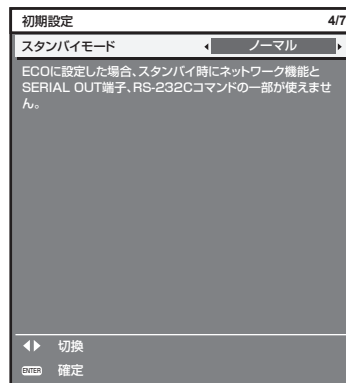 初期設定 4/7
スタンバイモード ノーマル
ECOに設定した場合、スタンバイ時にネットワーク機能と
SERIAL OUT端子、RS-232Cコマンドの一部が使えませ
ん。
切換
ENTER 確定